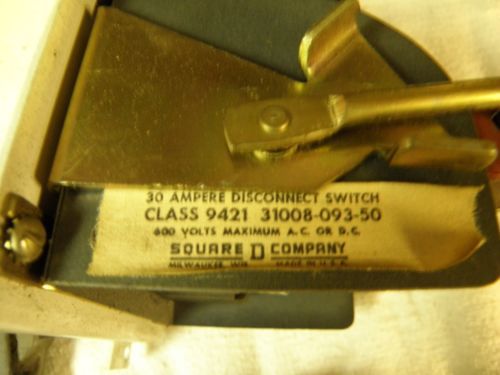 30 AMPERE DISCONNECT SWITCH
CLASS 9421 31008-093-50
600 VOLTS MAXIMUM A.C. OR D.C.
SQUARE D COMPANY
MILWAUKEE, WIS. MADE IN U.S.A.